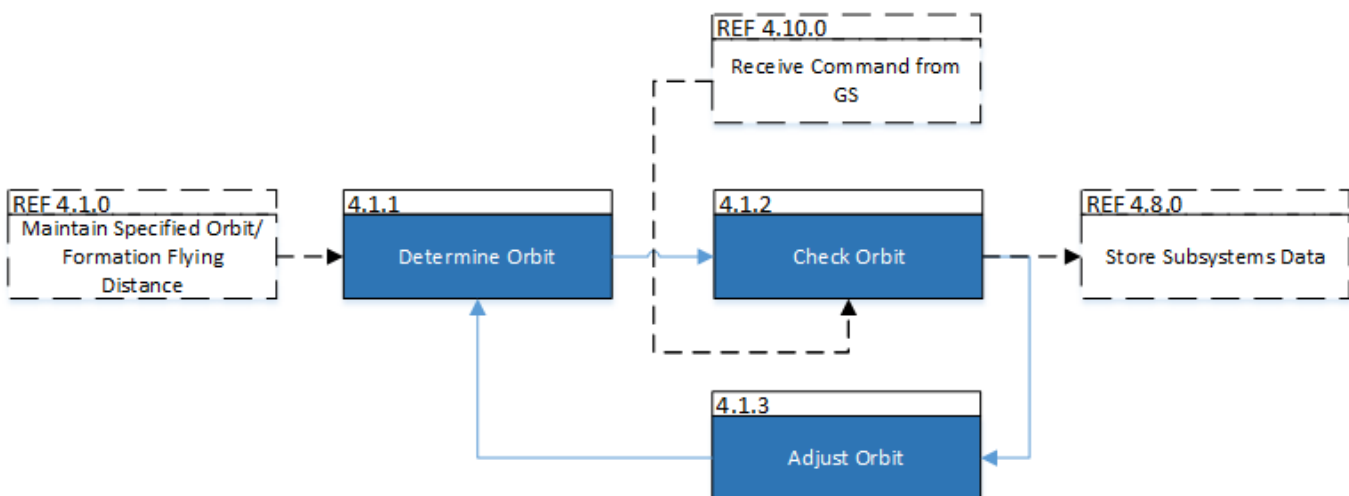 REF 4.10.0
Receive Command from
GS
REF 4.1.0
Maintain Specified Orbit/
Formation Flying
Distance
4.1.1
Determine Orbit
4.1.2
Check Orbit
REF 4.8.0
Store Subsystems Data
4.1.3
Adjust Orbit